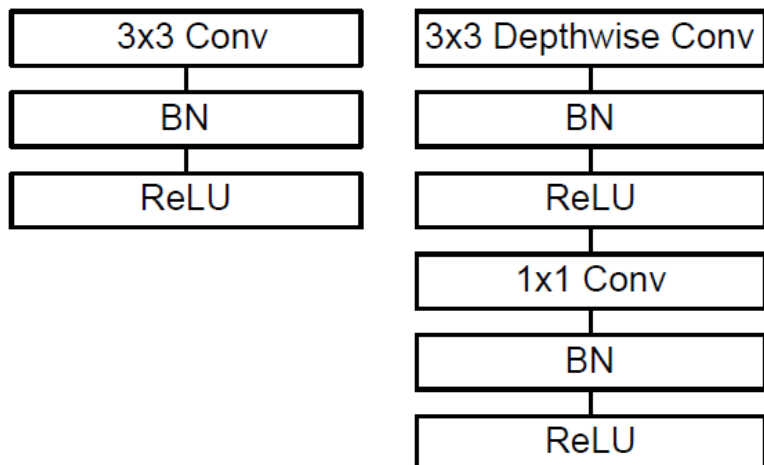 3x3 Conv
BN
ReLU
3x3 Depthwise Conv
BN
ReLU
1x1 Conv
BN
ReLU